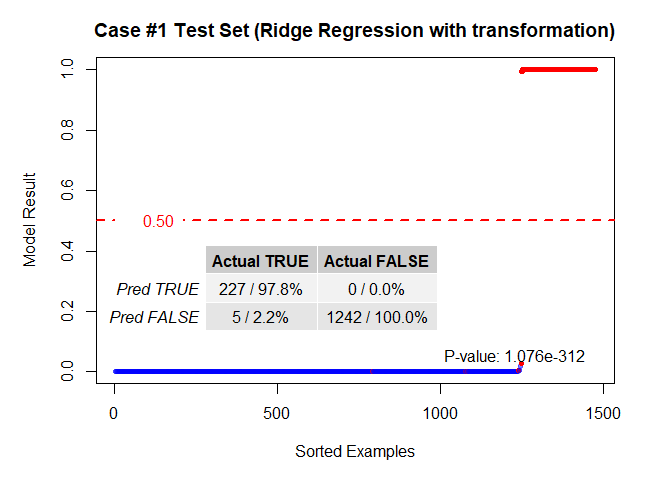 Case #1 Test Set (Ridge Regression with transformation)
1.0
0.8
0.6
0.4
0.2
0.0
Model Result
0.50
Actual TRUE Actual FALSE
Pred TRUE 227 / 97.8% 0 / 0.0%
Pred FALSE 5 / 2.2% 1242 / 100.0%
P-value: 1.076e-312
0 500 1000 1500
Sorted Examples